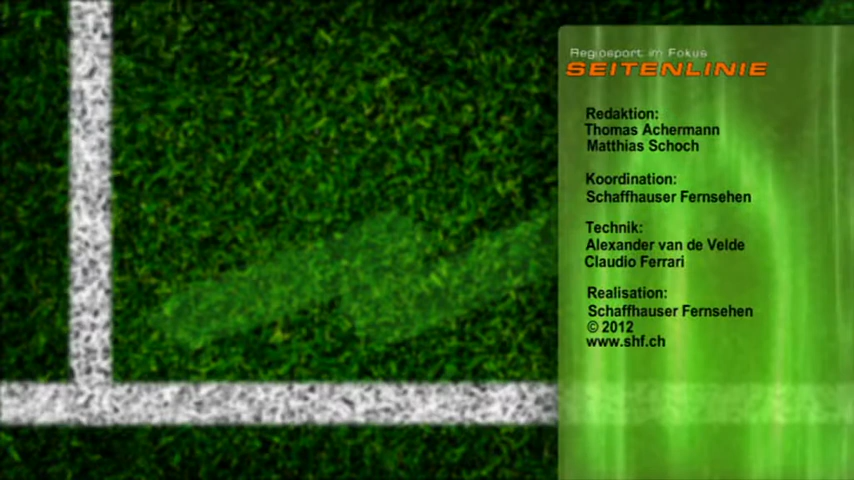 Regiosport im Fokus
SEITENLINIE
Redaktion:
Thomas Achermann
Matthias Schoch
Koordination:
Schaffhauser Fernsehen
Technik:
Alexander van de Velde
Claudio Ferrari
Realisation:
Schaffhauser Fernsehen
© 2012
www.shf.ch